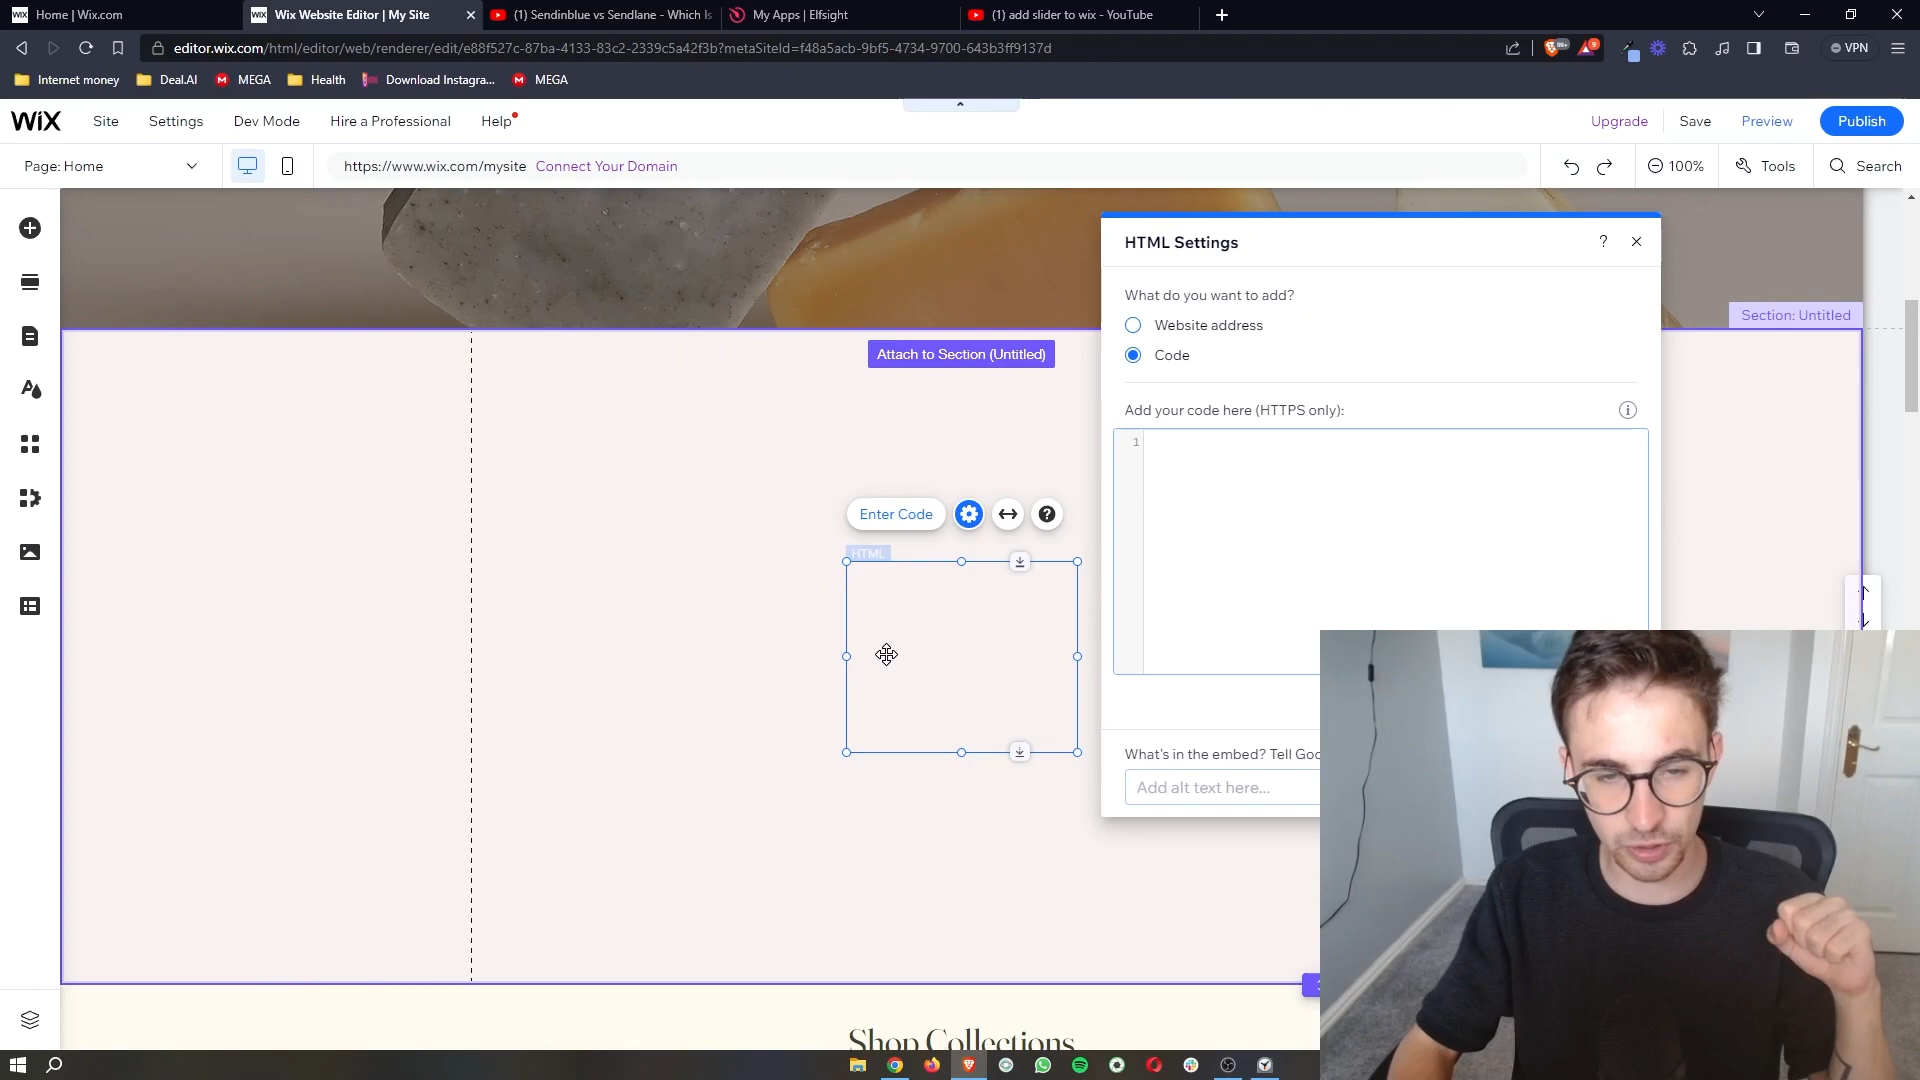 Home | Wix.com
Wix Website Editor | My Site
(1) Sendinblue vs Sendlane - Which Is
My Apps | Elfsight
(1) add slider to wix - YouTube
editor.wix.com/html/editor/web/renderer/edit/e88f527c-87ba-4133-83c2-2339c5a42f3b?metaSiteId=f48a5acb-9bf5-4734-9700-643b3ff9137d
VPN
Internet money
Deal.AI
MEGA
Health
Download Instagra...
MEGA
WIX
Site
Settings
Dev Mode
Hire a Professional
Help
Upgrade
Save
Preview
Publish
Page: Home
https://www.wix.com/mysite
Connect Your Domain
100%
Tools
Search
HTML Settings
?
What do you want to add?
Website address
Code
Section: Untitled
Attach to Section (Untitled)
Add your code here (HTTPS only):
1
Enter Code
HTML
What's in the embed? Tell Goo
Add alt text here...
Shop Collections